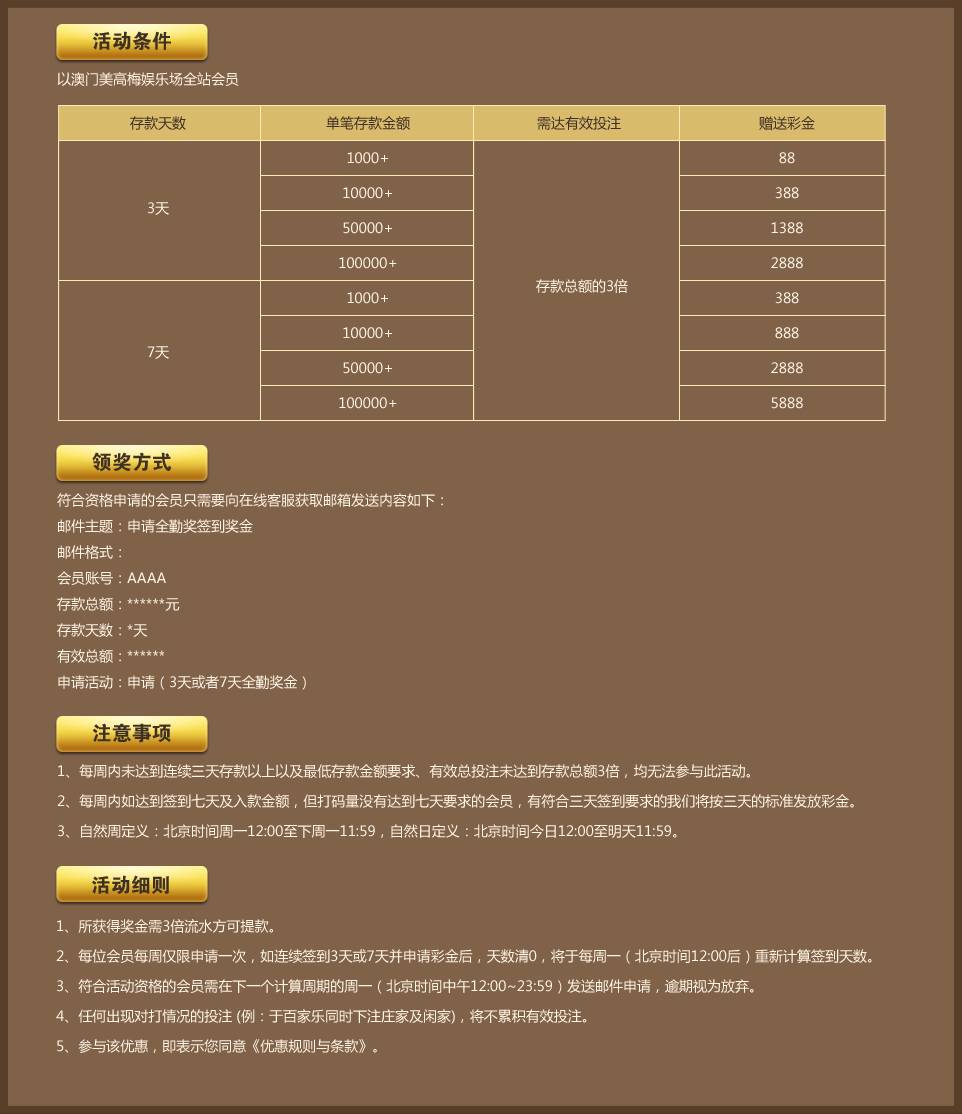 活动条件
以澳门美高梅娱乐场全站会员
存款天数 单笔存款金额 需达有效投注 赠送彩金
3天 1000+ 存款总额的3倍 88
10000+ 388
50000+ 1388
100000+ 2888
7天 1000+ 388
10000+ 888
50000+ 2888
100000+ 5888
领奖方式
符合资格申请的会员只需要向在线客服获取邮箱发送内容如下：
邮件主题：申请全勤奖签到奖金
邮件格式：
会员账号：AAAA
存款总额：******元
存款天数：*天
有效总额：******
申请活动：申请（3天或者7天全勤奖金）
注意事项
1、每周内未达到连续三天存款以上以及最低存款金额要求、有效总投注未达到存款总额3倍，均无法参与此活动。
2、每周内如达到签到七天及入款金额，但打码量没有达到七天要求的会员，有符合三天签到要求的我们将按三天的标准发放彩金。
3、自然周定义：北京时间周一12:00至下周一11:59，自然日定义：北京时间今日12:00至明天11:59。
活动细则
1、所获得奖金需3倍流水方可提款。
2、每位会员每周仅限申请一次，如连续签到3天或7天并申请彩金后，天数清0，将于每周一（北京时间12:00后）重新计算签到天数。
3、符合活动资格的会员需在下一个计算周期的周一（北京时间中午12:00~23:59）发送邮件申请，逾期视为放弃。
4、任何出现对打情况的投注 (例：于百家乐同时下注庄家及闲家)，将不累积有效投注。
5、参与该优惠，即表示您同意《优惠规则与条款》。